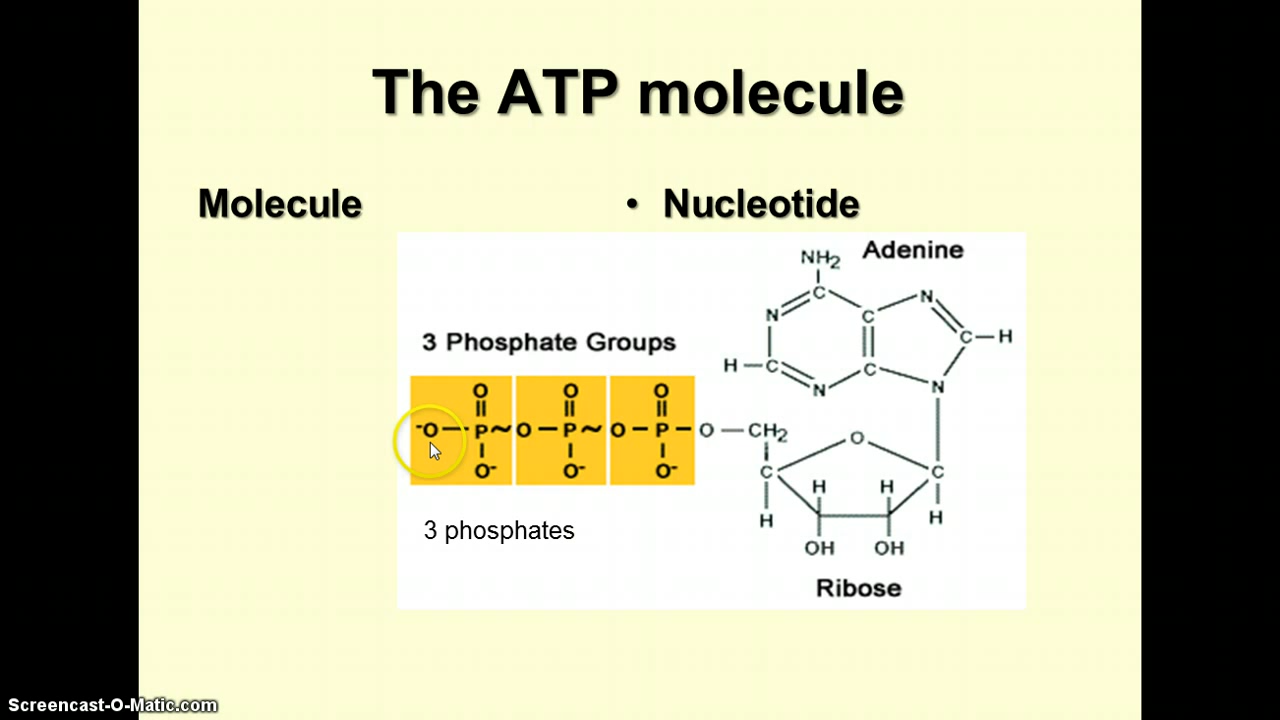 The ATP molecule
Molecule
• Nucleotide
Adenine
NH2
N
C
N
C
C
H
H
C
N
C
N
3 Phosphate Groups
O
O
O
-O
P
~
O
P
~
O
P
O
CH2
O-
O-
O-
O
C
C
H
H
H
H
OH
OH
3 phosphates
Ribose
Screencast-O-Matic.com